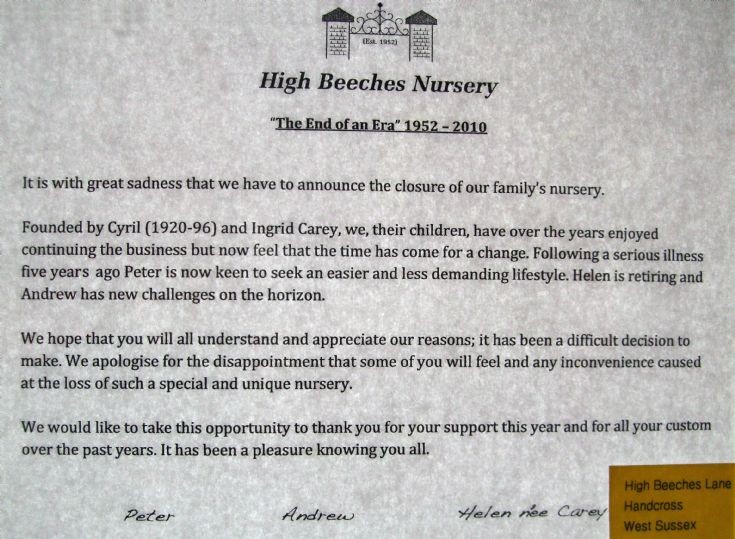 (Est. 1952)
High Beeches Nursery
"The End of an Era" 1952 – 2010
It is with great sadness that we have to announce the closure of our family's nursery.
Founded by Cyril (1920-96) and Ingrid Carey, we, their children, have over the years enjoyed
continuing the business but now feel that the time has come for a change. Following a serious illness
five years ago Peter is now keen to seek an easier and less demanding lifestyle. Helen is retiring and
Andrew has new challenges on the horizon.
We hope that you will all understand and appreciate our reasons; it has been a difficult decision to
make. We apologise for the disappointment that some of you will feel and any inconvenience caused
at the loss of such a special and unique nursery.
We would like to take this opportunity to thank you for your support this year and for all your custom
over the past years. It has been a pleasure knowing you all.
Peter Andrew Helen née Carey
High Beeches Lane
Handcross
West Sussex